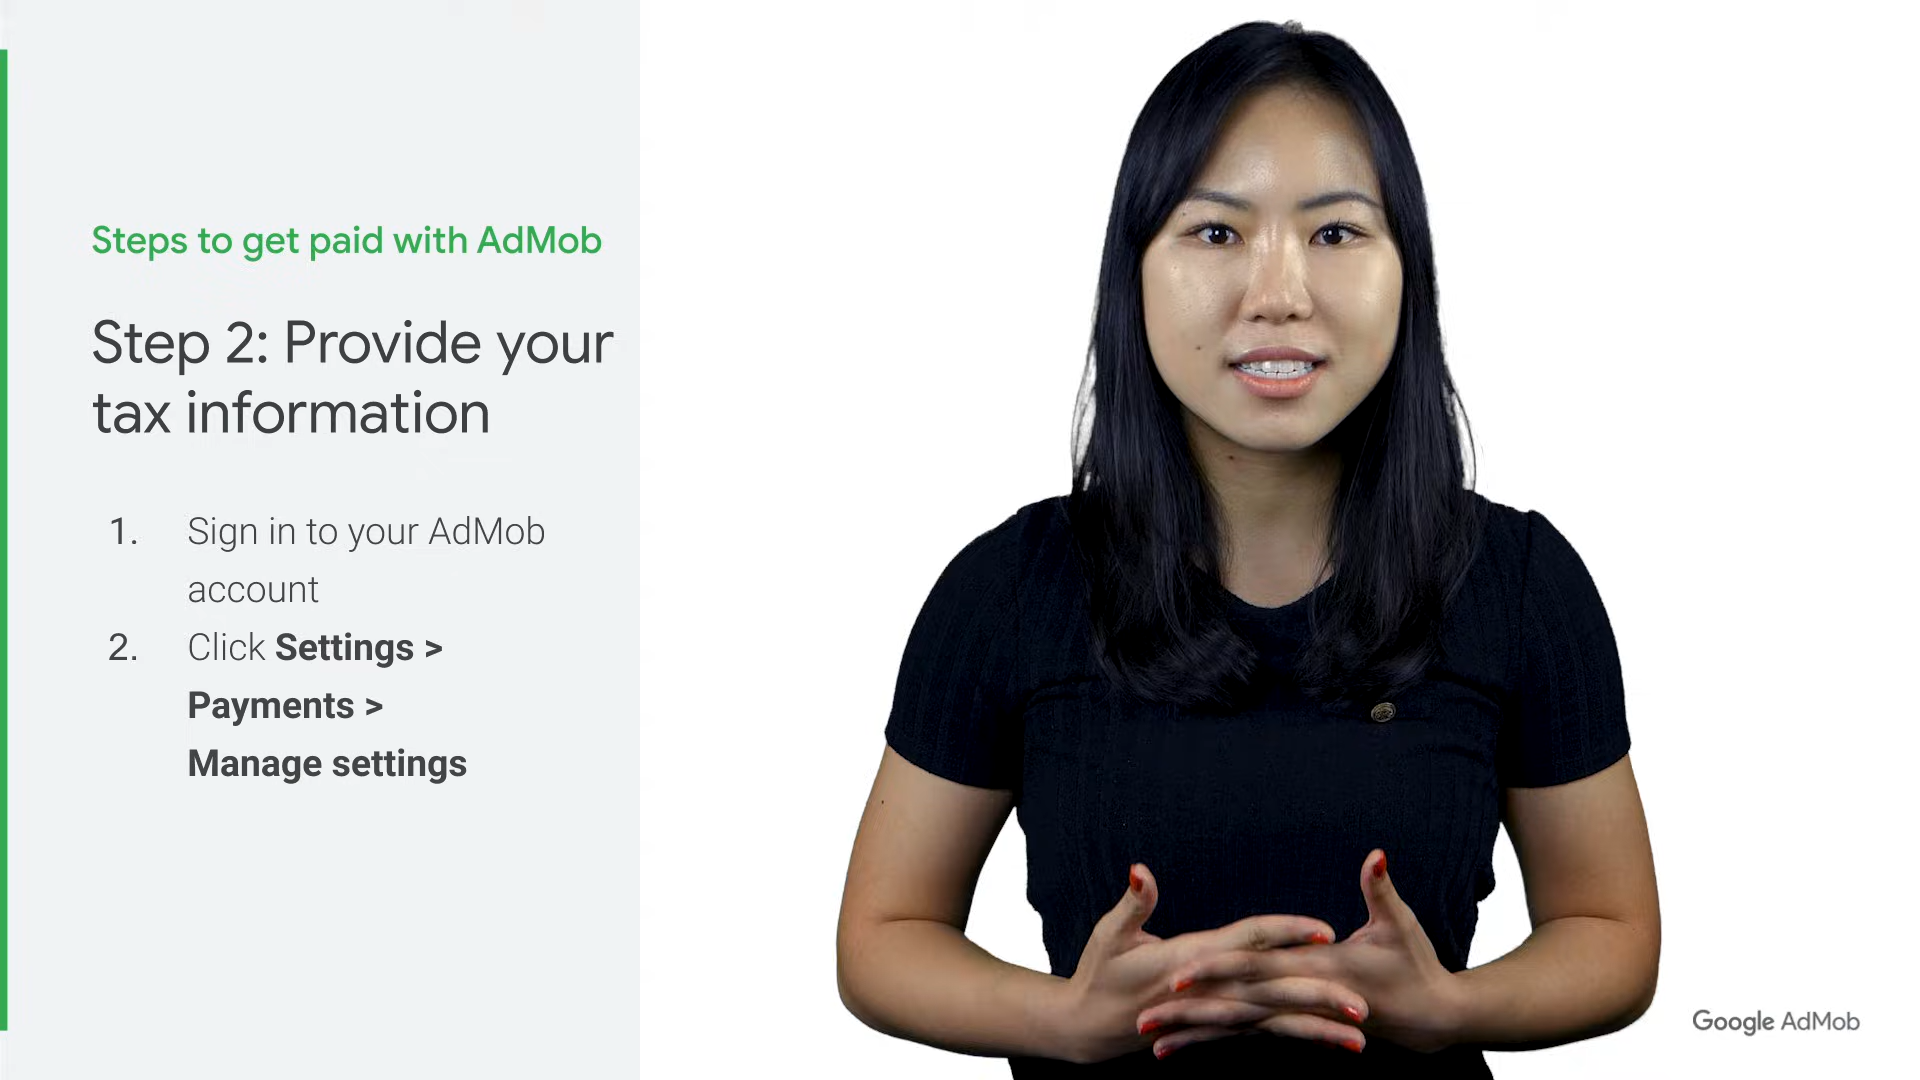 Steps to get paid with AdMob
Step 2: Provide your
tax information
1. Sign in to your AdMob
account
2. Click Settings >
Payments >
Manage settings
Google AdMob